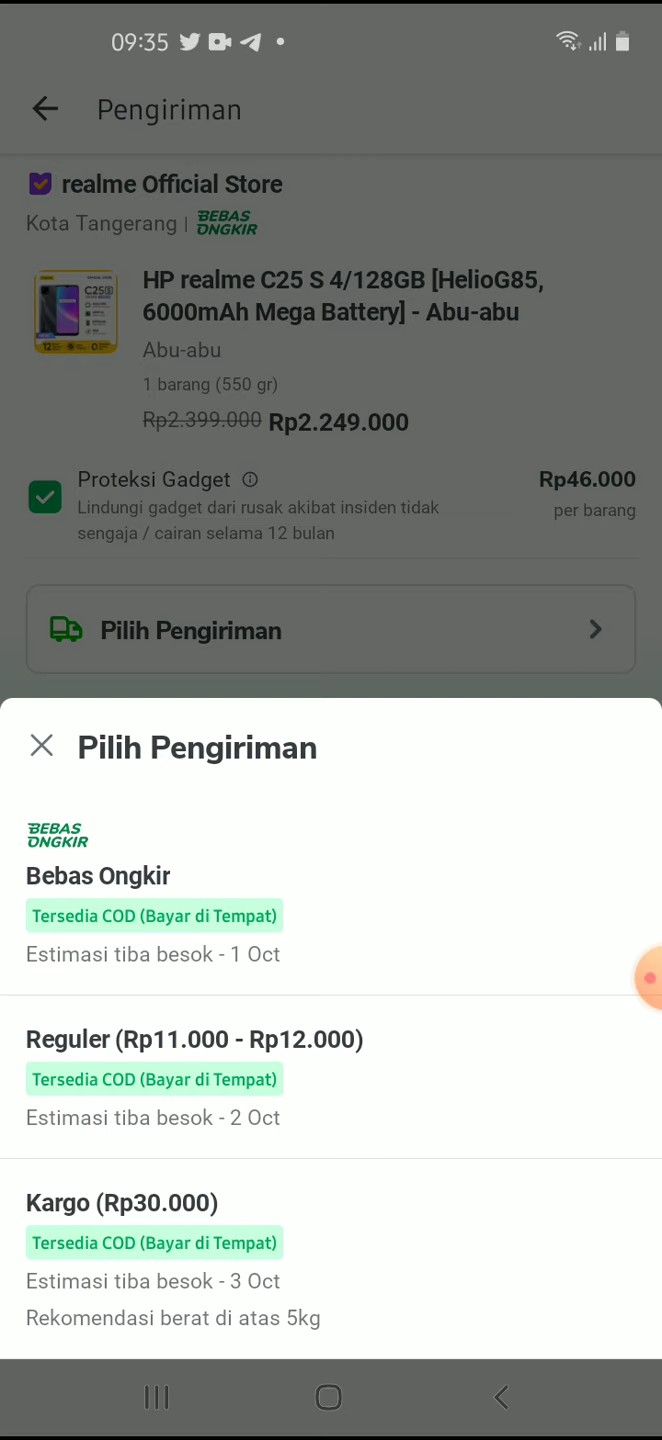 09:35
Pengiriman
realme Official Store
Kota Tangerang | BEBAS ONGKIR
HP realme C25 S 4/128GB [HelioG85,
6000mAh Mega Battery] - Abu-abu
Abu-abu
1 barang (550 gr)
Rp2.399.000 Rp2.249.000
Proteksi Gadget
Rp46.000
Lindungi gadget dari rusak akibat insiden tidak
sengaja / cairan selama 12 bulan
per barang
Pilih Pengiriman
Pilih Pengiriman
BEBAS
ONGKIR
Bebas Ongkir
Tersedia COD (Bayar di Tempat)
Estimasi tiba besok - 1 Oct
Reguler (Rp11.000 - Rp12.000)
Tersedia COD (Bayar di Tempat)
Estimasi tiba besok - 2 Oct
Kargo (Rp30.000)
Tersedia COD (Bayar di Tempat)
Estimasi tiba besok - 3 Oct
Rekomendasi berat di atas 5kg